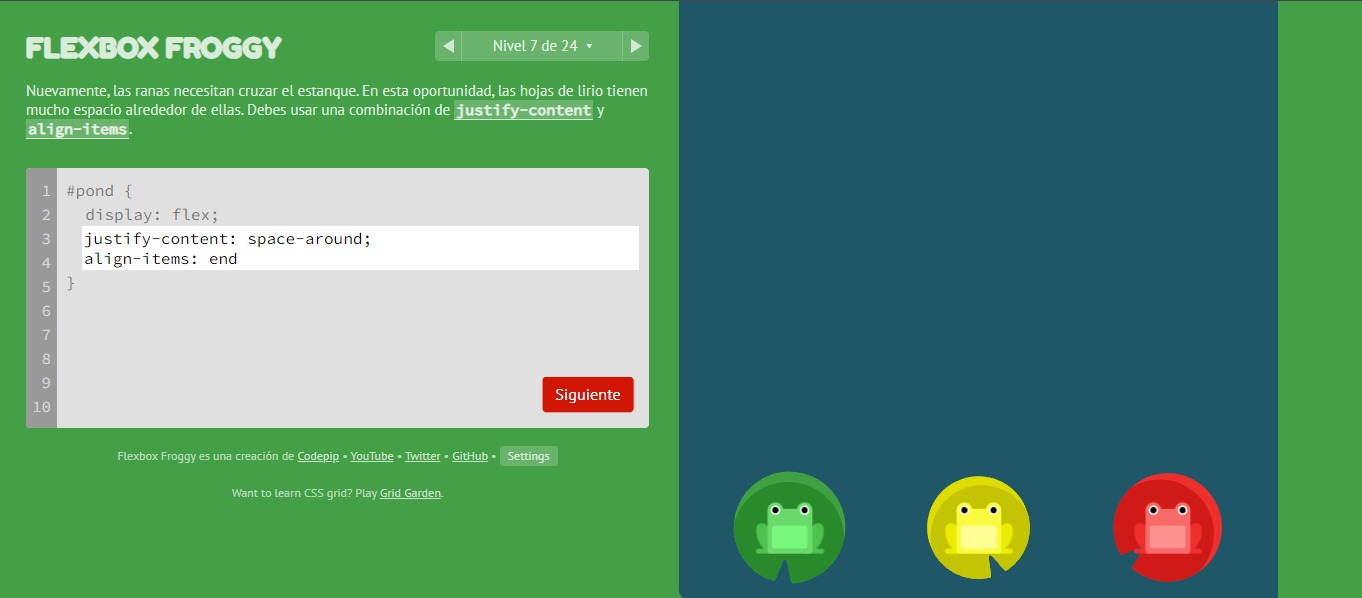 FLEXBOX FROGGY
Nivel 7 de 24
Nuevamente, las ranas necesitan cruzar el estanque. En esta oportunidad, las hojas de lirio tienen
mucho espacio alrededor de ellas. Debes usar una combinación de justify-content y
align-items.
1 #pond {
2 display: flex;
3 justify-content: space-around;
4 align-items: end
5 }
6
7
8
9
10
Siguiente
Flexbox Froggy es una creación de Codepip • YouTube • Twitter • GitHub • Settings
Want to learn CSS grid? Play Grid Garden.